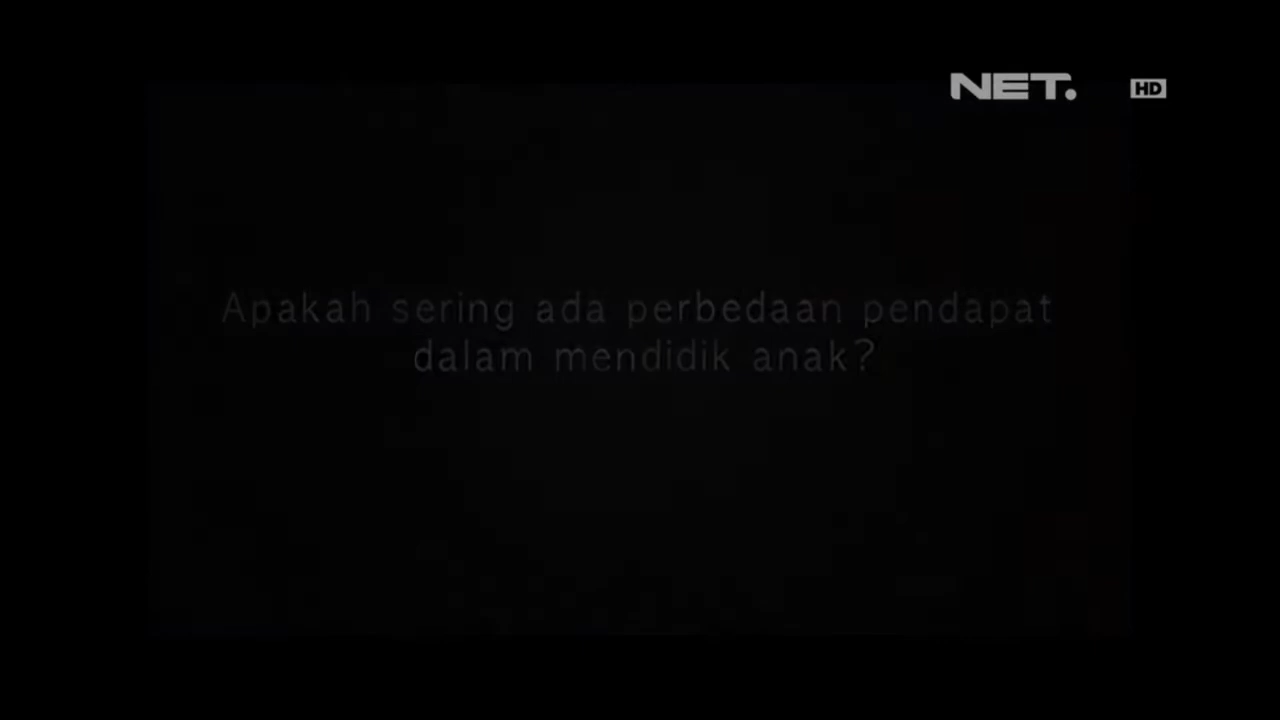 NET. HD
Apakah sering ada perbedaan pendapat
dalam mendidik anak?